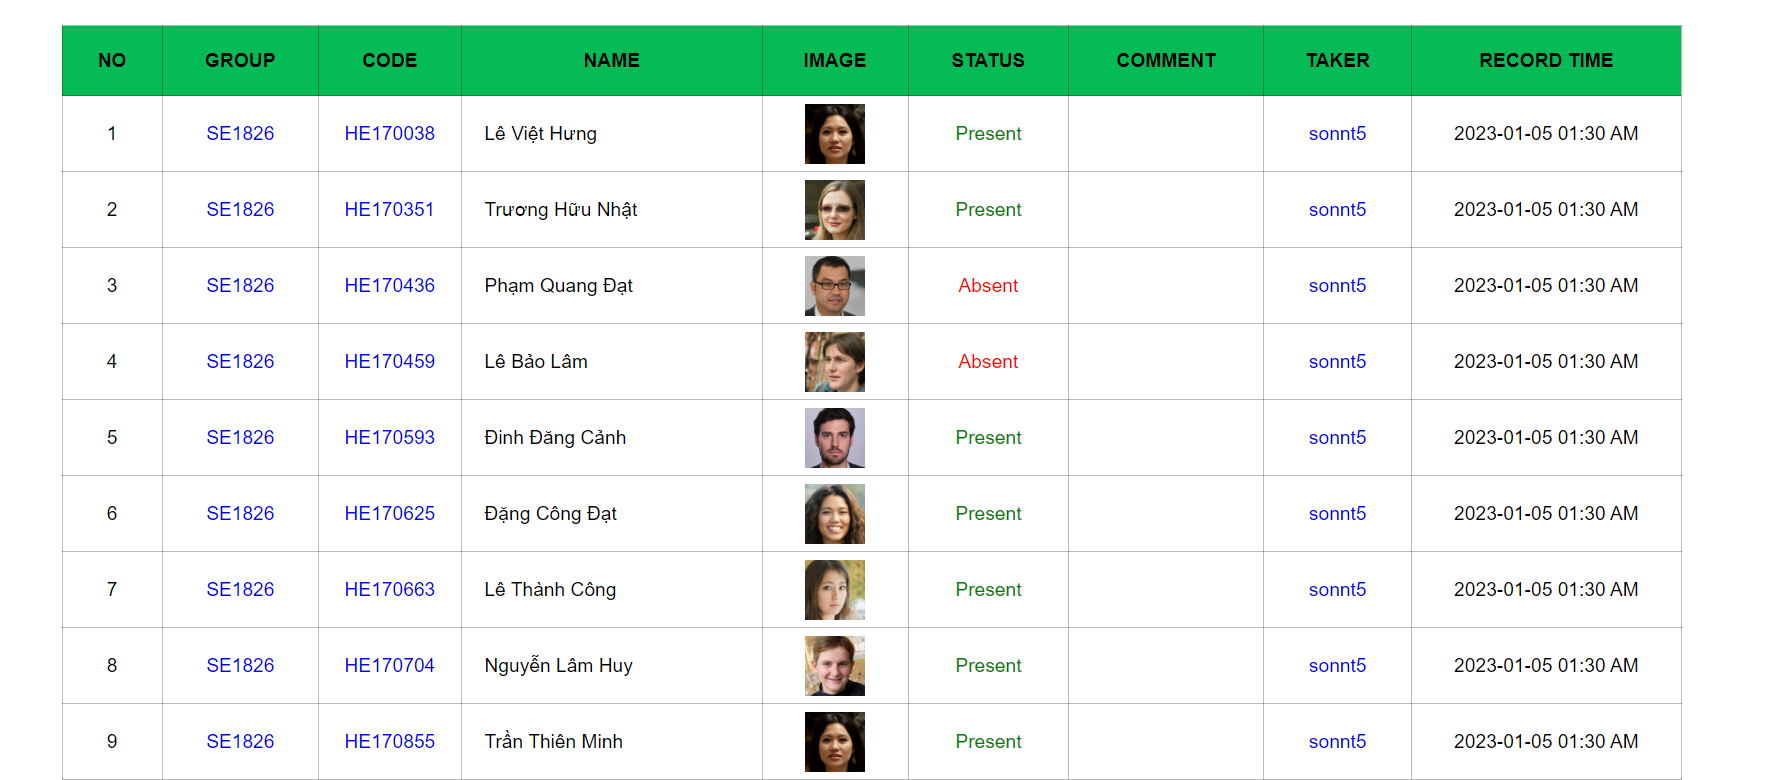 NO GROUP CODE NAME IMAGE STATUS COMMENT TAKER RECORD TIME
1 SE1826 HE170038 Lê Việt Hưng Present sonnt5 2023-01-05 01:30 AM
2 SE1826 HE170351 Trương Hữu Nhật Present sonnt5 2023-01-05 01:30 AM
3 SE1826 HE170436 Phạm Quang Đạt Absent sonnt5 2023-01-05 01:30 AM
4 SE1826 HE170459 Lê Bảo Lâm Absent sonnt5 2023-01-05 01:30 AM
5 SE1826 HE170593 Đinh Đăng Cảnh Present sonnt5 2023-01-05 01:30 AM
6 SE1826 HE170625 Đặng Công Đạt Present sonnt5 2023-01-05 01:30 AM
7 SE1826 HE170663 Lê Thành Công Present sonnt5 2023-01-05 01:30 AM
8 SE1826 HE170704 Nguyễn Lâm Huy Present sonnt5 2023-01-05 01:30 AM
9 SE1826 HE170855 Trần Thiên Minh Present sonnt5 2023-01-05 01:30 AM